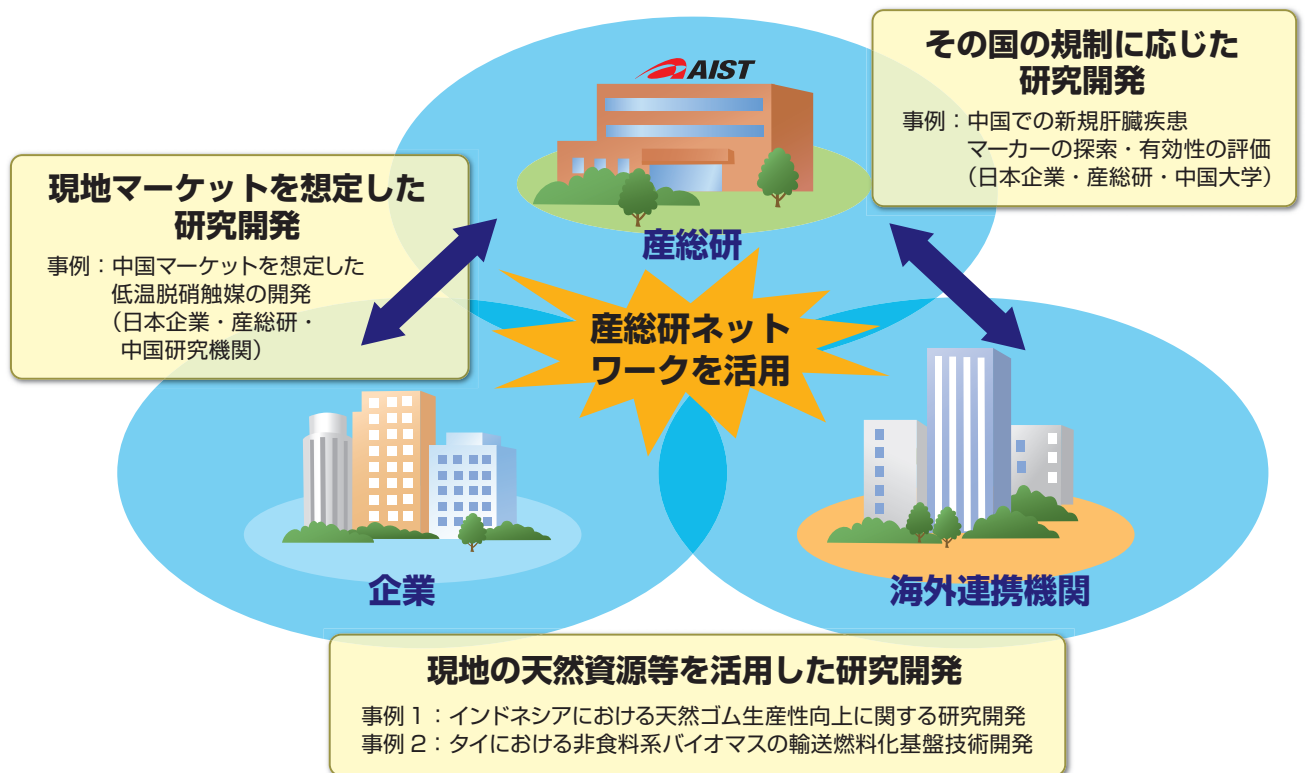 AIST
産総研
その国の規制に応じた
研究開発
事例：中国での新規肝臓疾患
マーカーの探索・有効性の評価
（日本企業・産総研・中国大学）
現地マーケットを想定した
研究開発
事例：中国マーケットを想定した
低温脱硝触媒の開発
（日本企業・産総研・
中国研究機関）
産総研ネット
ワークを活用
企業
海外連携機関
現地の天然資源等を活用した研究開発
事例1：インドネシアにおける天然ゴム生産性向上に関する研究開発
事例2：タイにおける非食料系バイオマスの輸送燃料化基盤技術開発